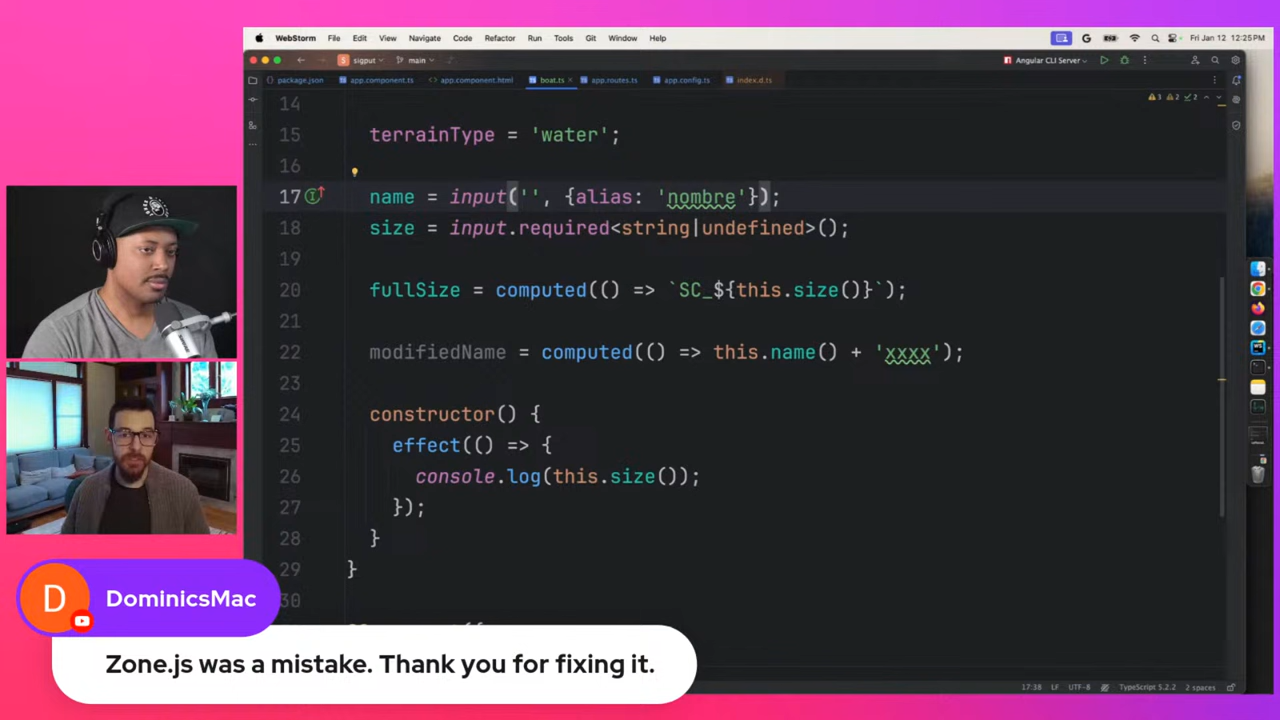 WebStorm File Edit View Navigate Code Refactor Run Tools Git Window Help
Fri Jan 12 12:25 PM
sigput main
Angular CLI Server
package.json app.component.ts app.component.html boat.ts app.routes.ts app.config.ts index.d.ts
3 2 2
14
15 terrainType = 'water';
16
17 name = input('', {alias: 'nombre'});
18 size = input.required<string|undefined>();
19
20 fullSize = computed(() => `SC_${this.size()}`);
21
22 modifiedName = computed(() => this.name() + 'xxxx');
23
24 constructor() {
25 effect(() => {
26 console.log(this.size());
27 });
28 }
29 }
30
17:38 LF UTF-8 TypeScript 5.2.2 2 spaces
D
DominicsMac
Zone.js was a mistake. Thank you for fixing it.